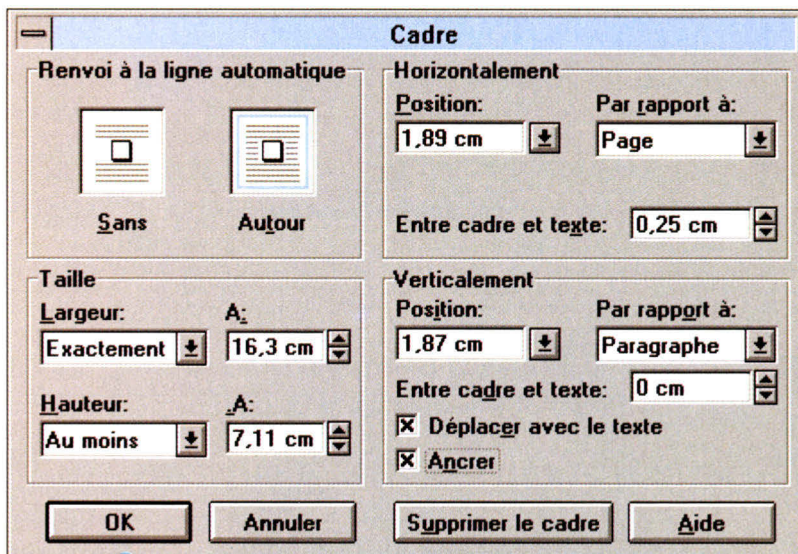 Cadre
Renvoi à la ligne automatique
Sans
Autour
Horizontalement
Position:
Par rapport à:
1,89 cm
Page
Entre cadre et texte:
0,25 cm
Taille
Largeur:
A:
Exactement
16,3 cm
Hauteur:
.A:
Au moins
7,11 cm
Verticalement
Position:
Par rapport à:
1,87 cm
Paragraphe
Entre cadre et texte:
0 cm
Déplacer avec le texte
Ancrer
OK
Annuler
Supprimer le cadre
Aide